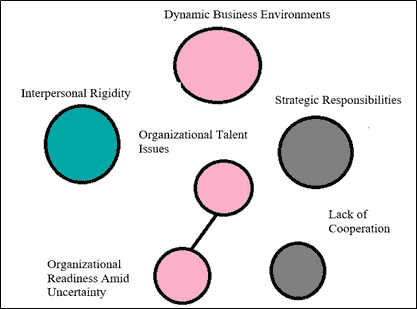 Dynamic Business Environments
Interpersonal Rigidity
Strategic Responsibilities
Organizational Talent
Issues
Lack of
Cooperation
Organizational
Readiness Amid
Uncertainty